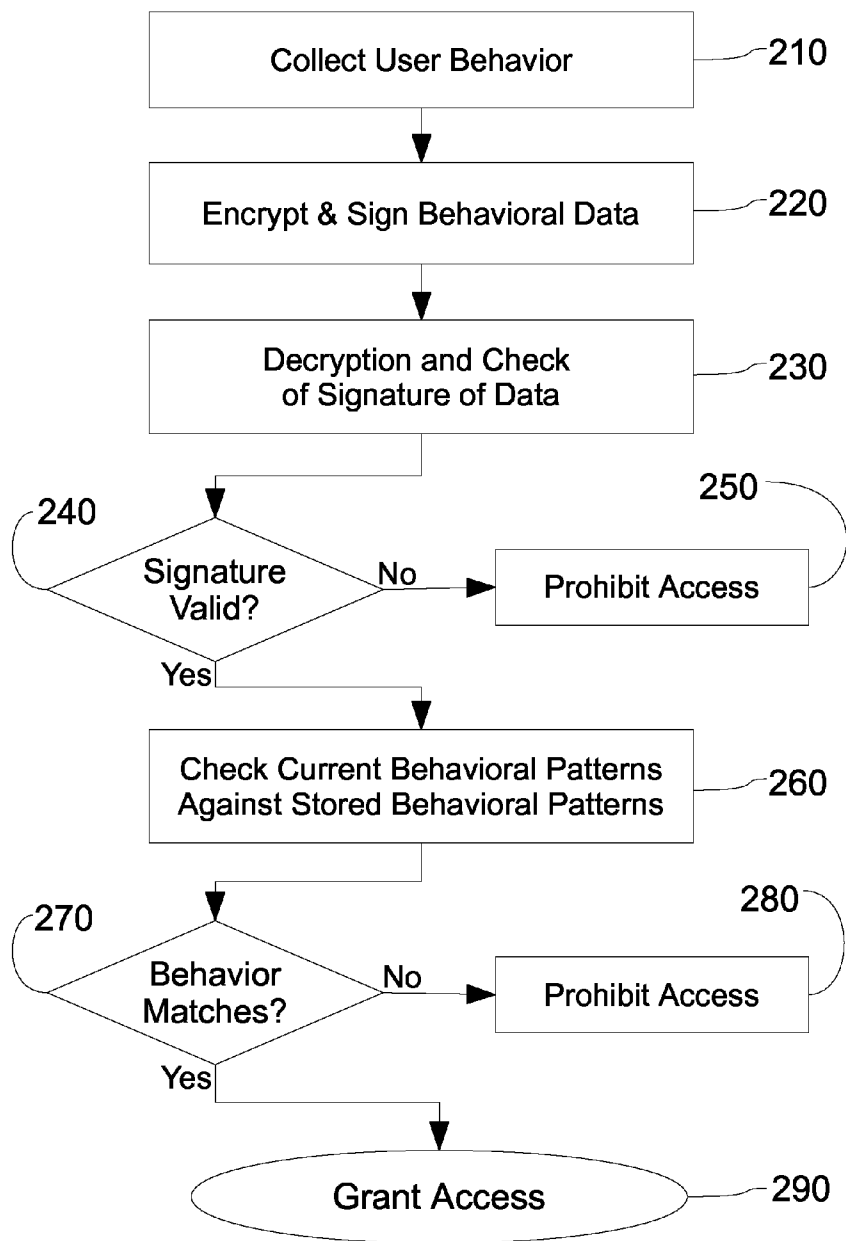 Collect User Behavior
210
Encrypt & Sign Behavioral Data
220
Decryption and Check
of Signature of Data
230
240
Signature
Valid?
No
Prohibit Access
250
Yes
Check Current Behavioral Patterns
Against Stored Behavioral Patterns
260
270
Behavior
Matches?
No
Prohibit Access
280
Yes
Grant Access
290